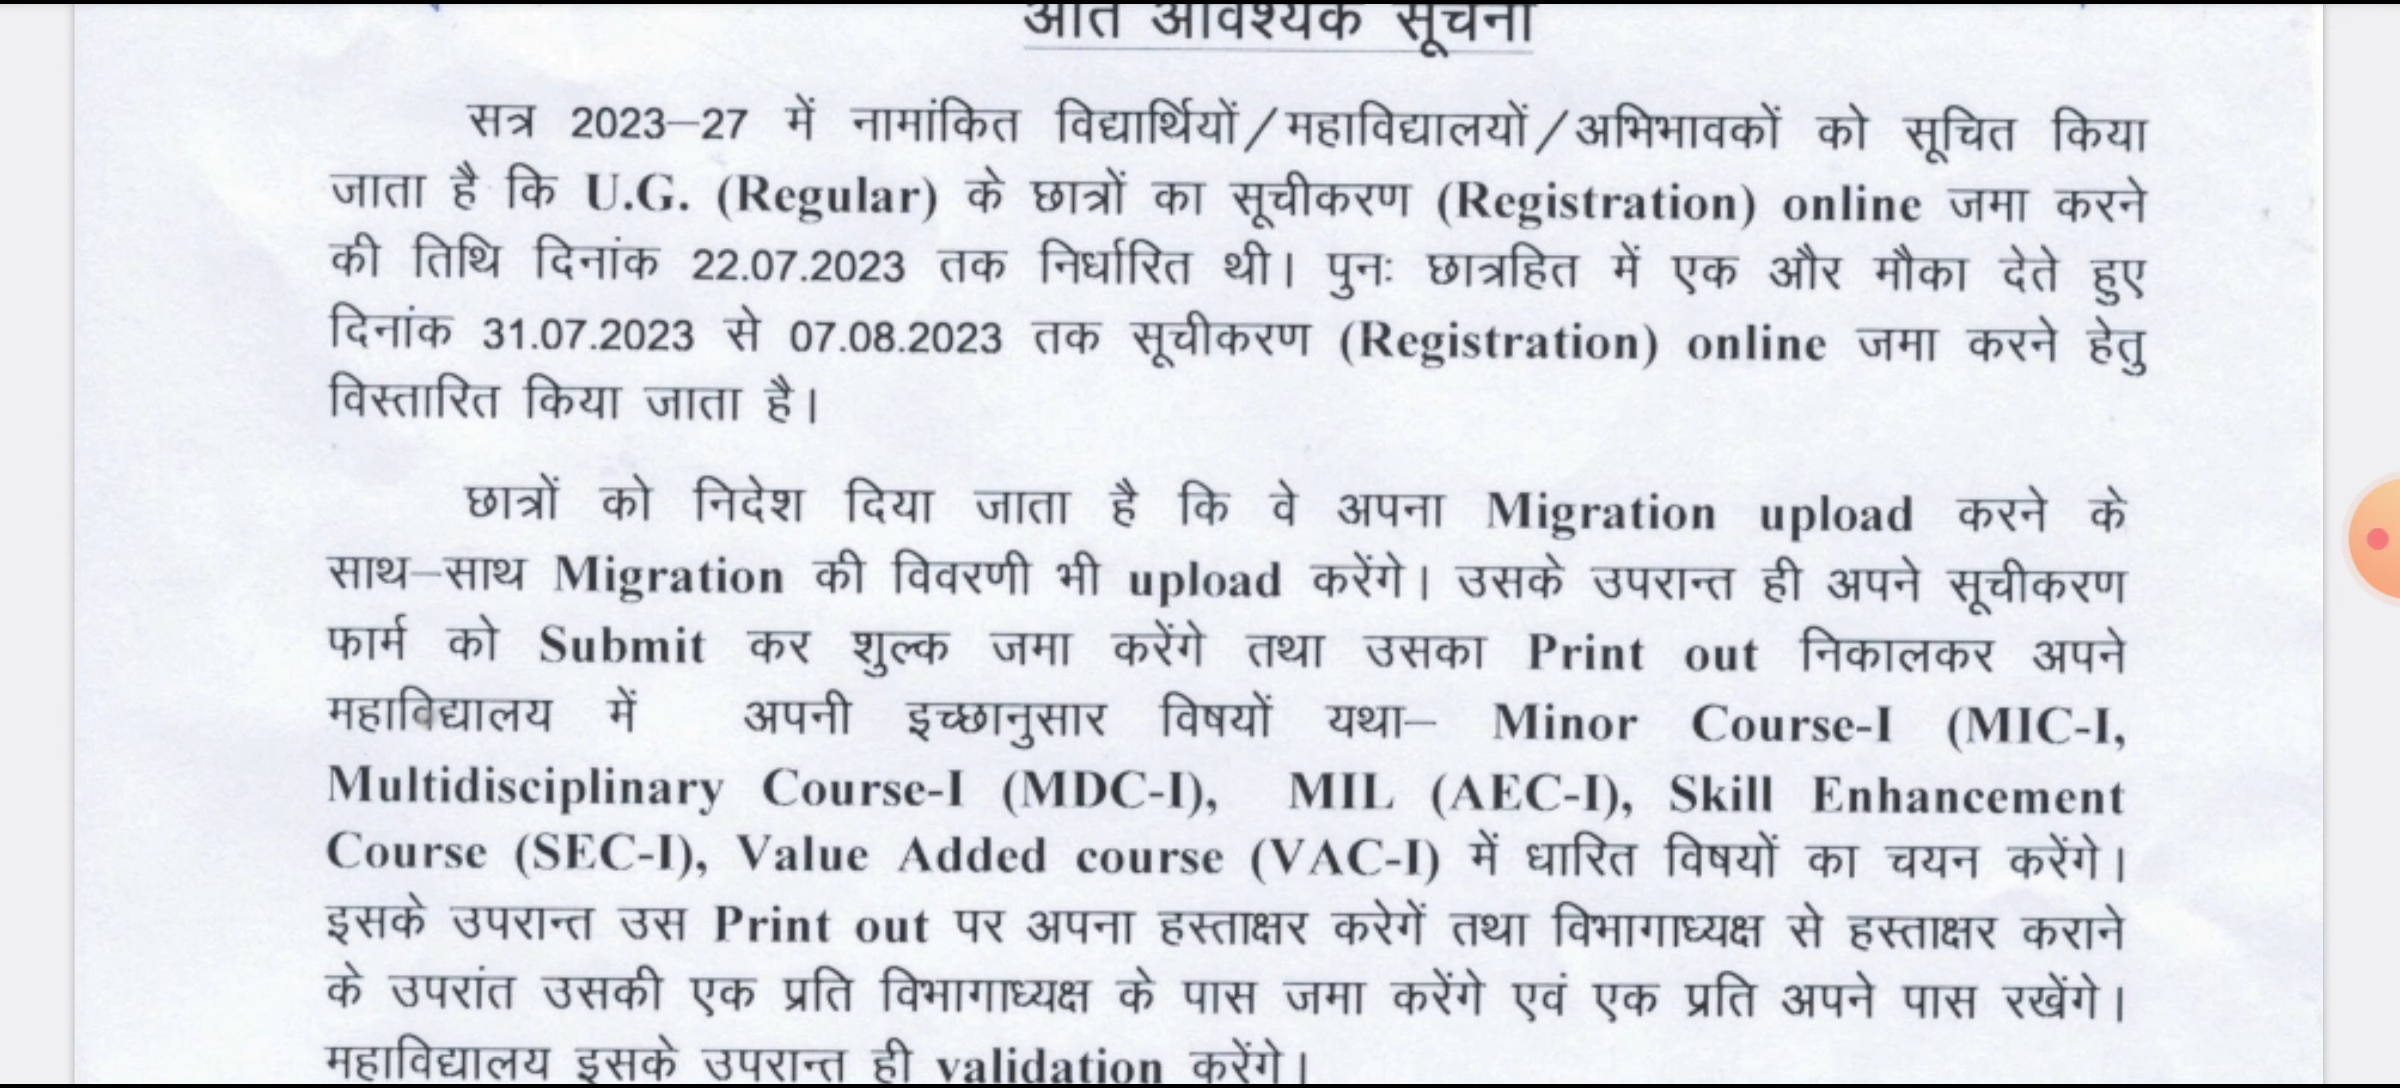 अति आवश्यक सूचना
सत्र 2023–27 में नामांकित विद्यार्थियों/महाविद्यालयों/अभिभावकों को सूचित किया
जाता है कि U.G. (Regular) के छात्रों का सूचीकरण (Registration) online जमा करने
की तिथि दिनांक 22.07.2023 तक निर्धारित थी। पुनः छात्रहित में एक और मौका देते हुए
दिनांक 31.07.2023 से 07.08.2023 तक सूचीकरण (Registration) online जमा करने हेतु
विस्तारित किया जाता है।
छात्रों को निदेश दिया जाता है कि वे अपना Migration upload करने के
साथ–साथ Migration की विवरणी भी upload करेंगे। उसके उपरान्त ही अपने सूचीकरण
फार्म को Submit कर शुल्क जमा करेंगे तथा उसका Print out निकालकर अपने
महाविद्यालय में अपनी इच्छानुसार विषयों यथा– Minor Course-I (MIC-I,
Multidisciplinary Course-I (MDC-I), MIL (AEC-I), Skill Enhancement
Course (SEC-I), Value Added course (VAC-I) में धारित विषयों का चयन करेंगे।
इसके उपरान्त उस Print out पर अपना हस्ताक्षर करेगें तथा विभागाध्यक्ष से हस्ताक्षर कराने
के उपरांत उसकी एक प्रति विभागाध्यक्ष के पास जमा करेंगे एवं एक प्रति अपने पास रखेंगे।
महाविद्यालय इसके उपरान्त ही validation करेंगे।